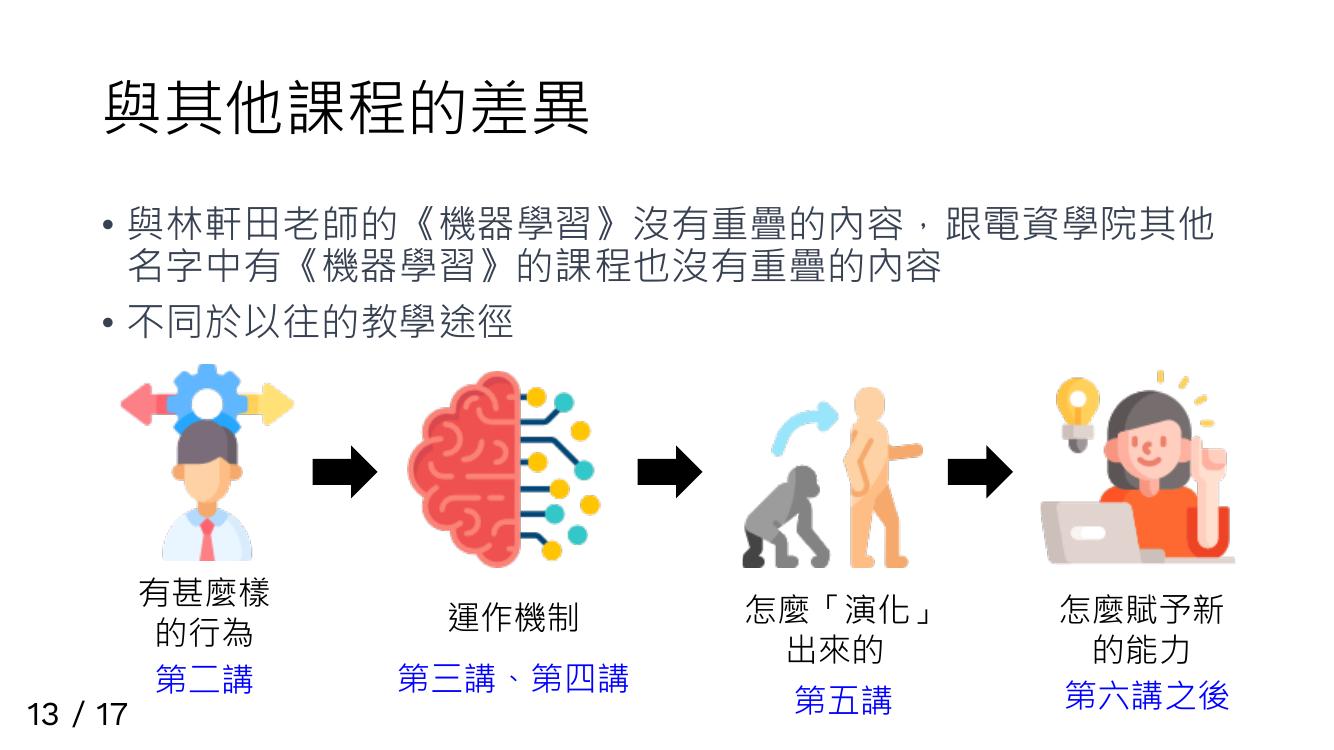 與其他課程的差異
• 與林軒田老師的《機器學習》沒有重疊的內容，跟電資學院其他
名字中有《機器學習》的課程也沒有重疊的內容
• 不同於以往的教學途徑
有甚麼樣
的行為
第二講
運作機制
第三講、第四講
怎麼「演化」
出來的
第五講
怎麼賦予新
的能力
第六講之後
13 / 17